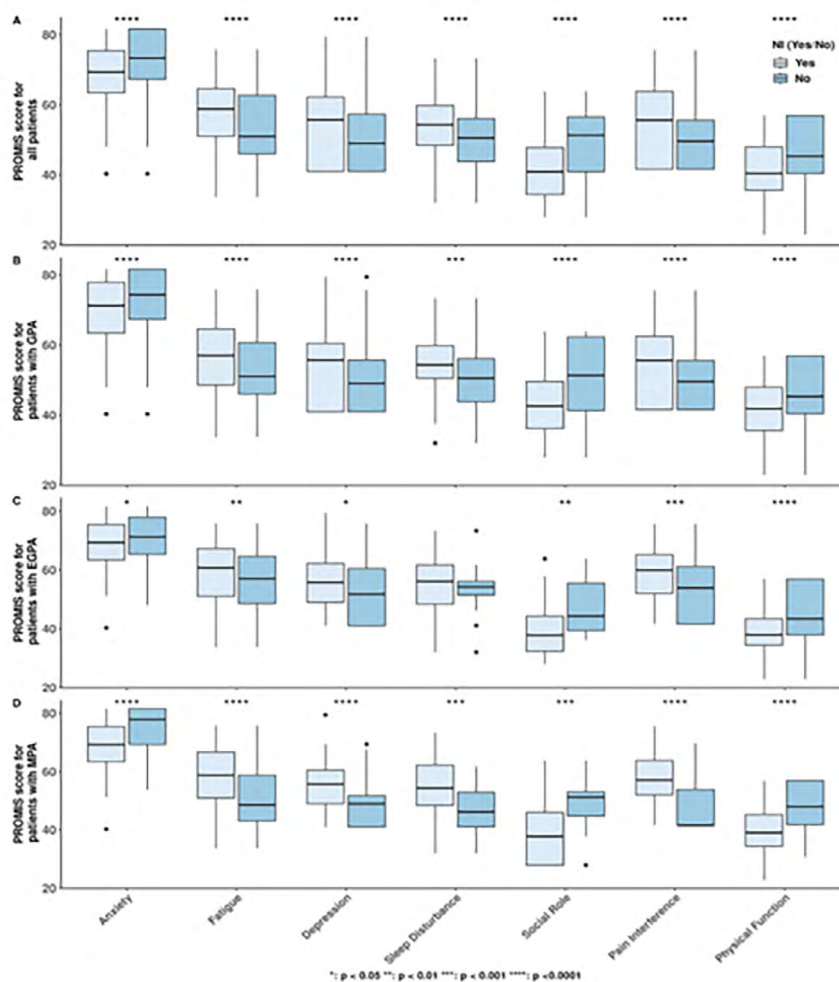 A
****
****
****
****
****
****
****
80
60
40
20
PROMIS score for
all patients
NI (Yes/No)
Yes
No
B
****
****
****
***
****
****
****
80
60
40
20
PROMIS score for
patients with GPA
C
*
**
*
**
***
****
80
60
40
20
PROMIS score for
patients with EGPA
D
****
****
****
***
***
****
****
80
60
40
20
PROMIS score for
patients with MPA
Anxiety
Fatigue
Depression
Sleep Disturbance
Social Role
Pain Interference
Physical Function
*: p < 0.05 **: p < 0.01 ***: p < 0.001 ****: p <0.0001